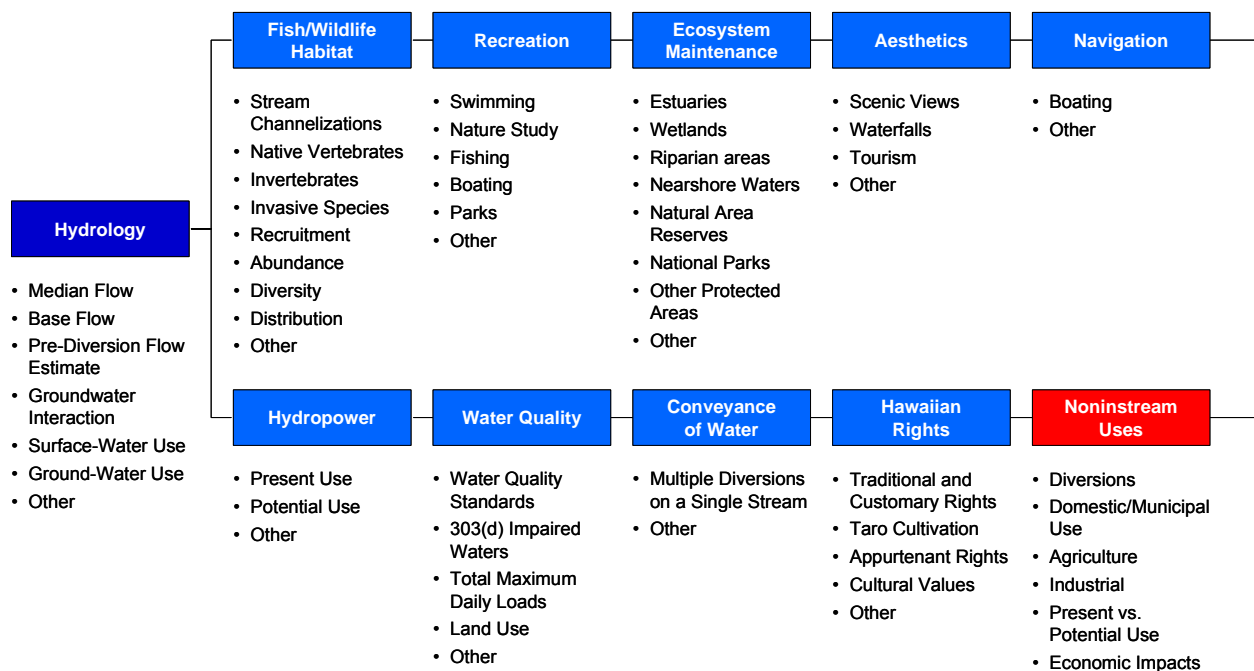 Fish/Wildlife
Habitat
Recreation
Ecosystem
Maintenance
Aesthetics
Navigation
• Stream
Channelizations
• Native Vertebrates
• Invertebrates
• Invasive Species
• Recruitment
• Abundance
• Diversity
• Distribution
• Other
• Swimming
• Nature Study
• Fishing
• Boating
• Parks
• Other
• Estuaries
• Wetlands
• Riparian areas
• Nearshore Waters
• Natural Area
Reserves
• National Parks
• Other Protected
Areas
• Other
• Scenic Views
• Waterfalls
• Tourism
• Other
• Boating
• Other
Hydrology
• Median Flow
• Base Flow
• Pre-Diversion Flow
Estimate
• Groundwater
Interaction
• Surface-Water Use
• Ground-Water Use
• Other
Hydropower
Water Quality
Conveyance
of Water
Hawaiian
Rights
Noninstream
Uses
• Present Use
• Potential Use
• Other
• Water Quality
Standards
• 303(d) Impaired
Waters
• Total Maximum
Daily Loads
• Land Use
• Other
• Multiple Diversions
on a Single Stream
• Other
• Traditional and
Customary Rights
• Taro Cultivation
• Appurtenant Rights
• Cultural Values
• Other
• Diversions
• Domestic/Municipal
Use
• Agriculture
• Industrial
• Present vs.
Potential Use
• Economic Impacts